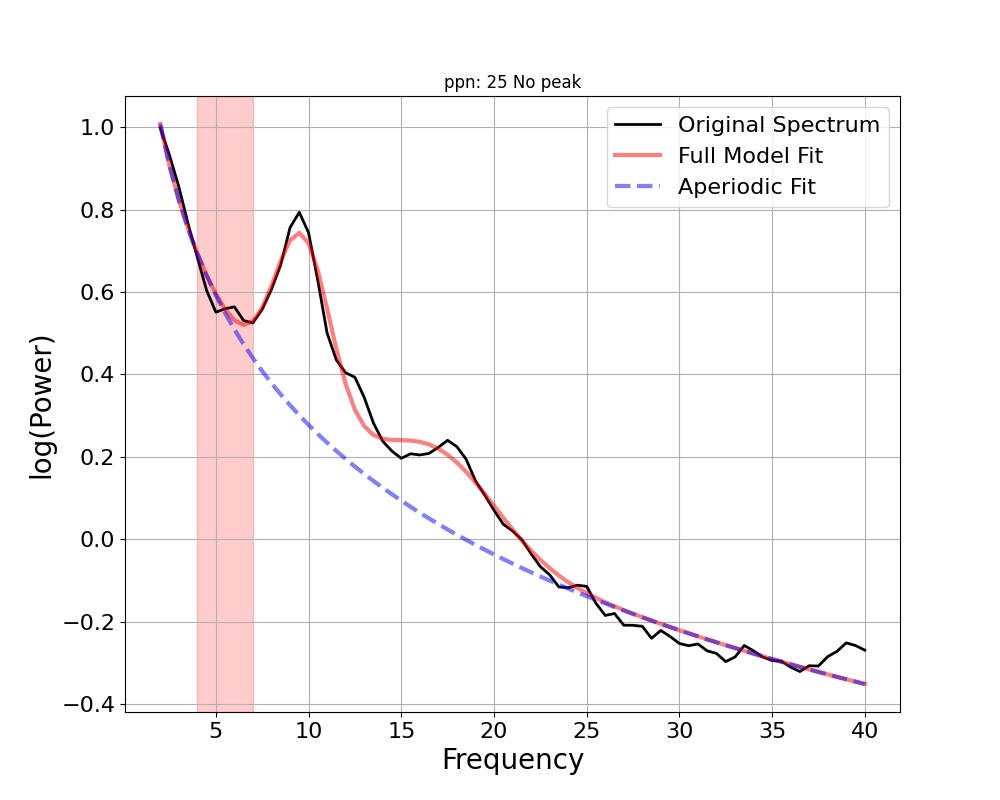 ppn: 25 No peak
Original Spectrum
Full Model Fit
Aperiodic Fit
log(Power)
1.0
0.8
0.6
0.4
0.2
0.0
−0.2
−0.4
5 10 15 20 25 30 35 40
Frequency